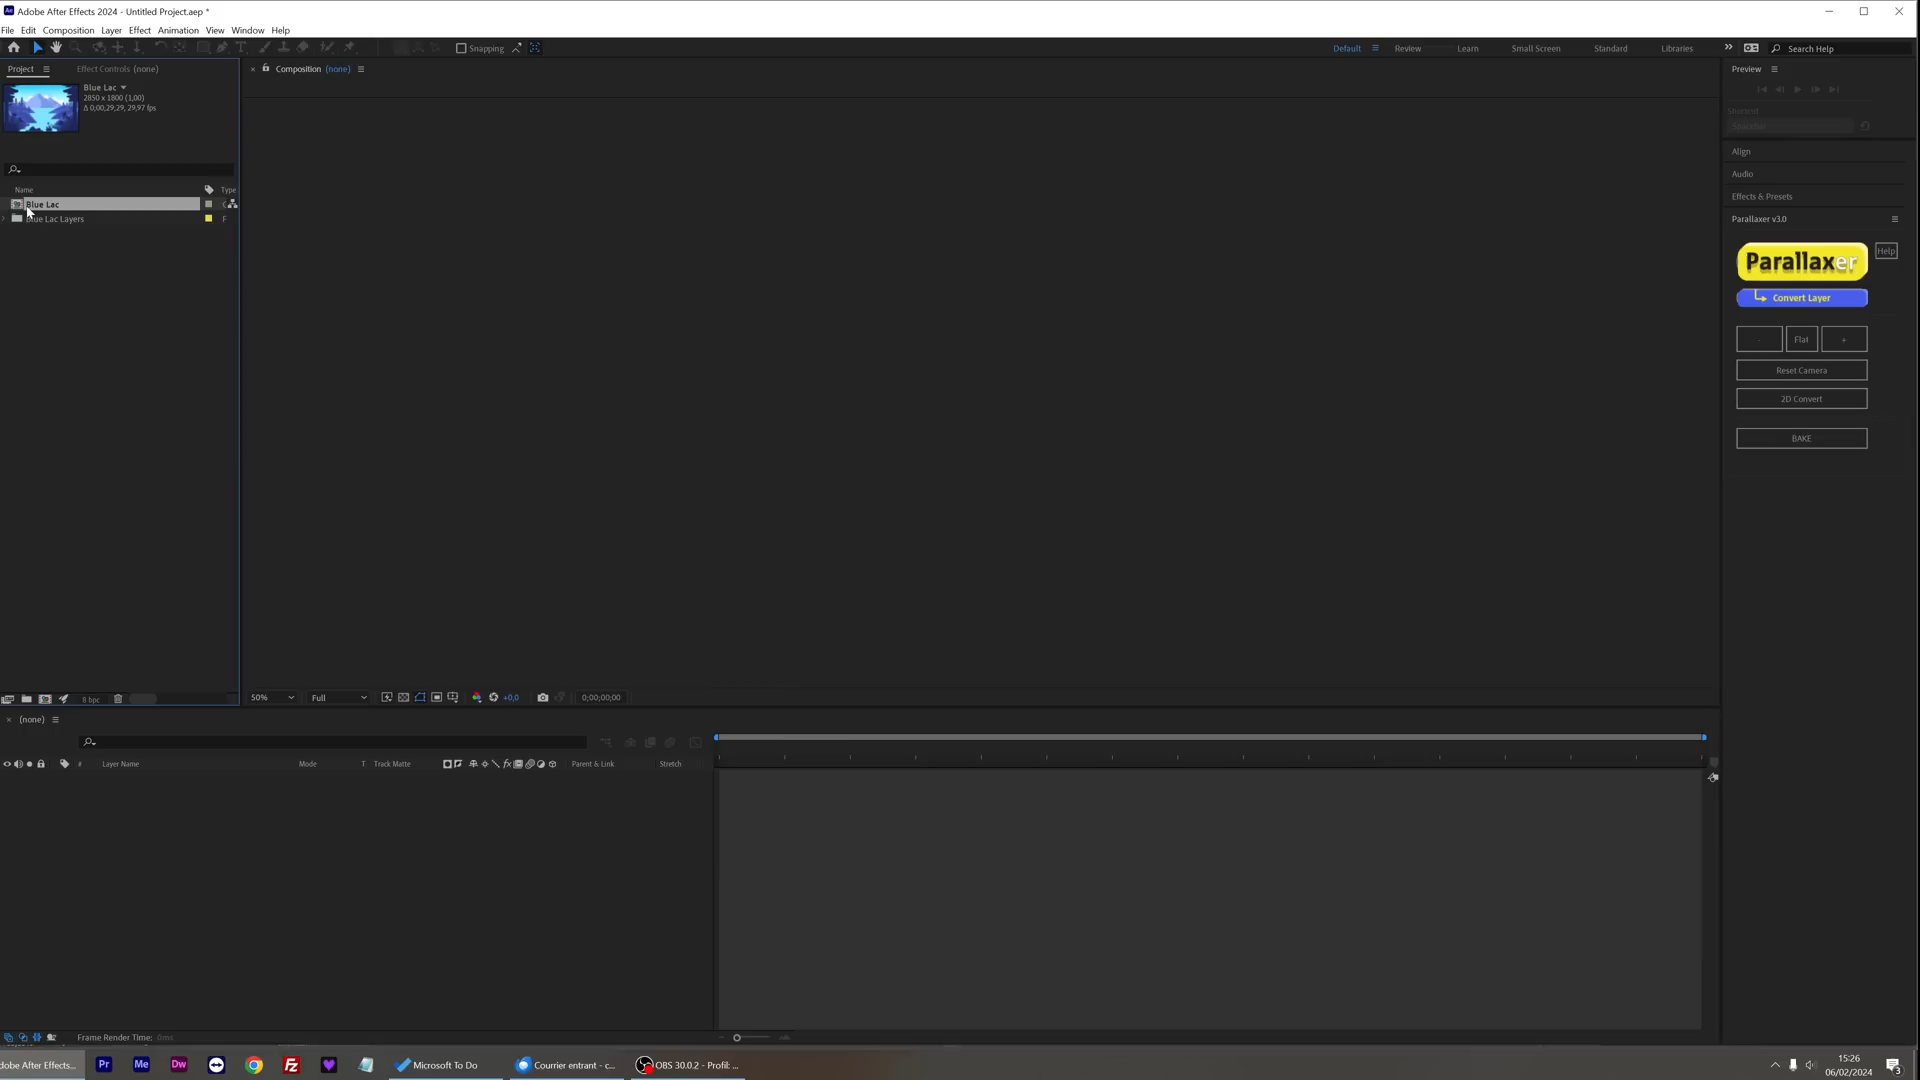 Adobe After Effects 2024 - Untitled Project.aep *
File Edit Composition Layer Effect Animation View Window Help
Snapping
Default Review Learn Small Screen Standard Libraries Search Help
Project Effect Controls (none)
Composition (none)
Preview
Blue Lac
2850 x 1800 (1,00)
Δ 0;00;29;29, 29,97 fps
Shortcut
Spacebar
Align
Audio
Effects & Presets
Name Type
Blue Lac
Blue Lac Layers F
Parallaxer v3.0
Parallaxer Help
Convert Layer
- Flat +
Reset Camera
2D Convert
BAKE
8 bpc
50% Full +0,0 0;00;00;00
(none)
# Layer Name Mode T Track Matte fx Parent & Link Stretch
Frame Render Time: 0ms
dobe After Effects... Pr Me Dw Fz Microsoft To Do Courrier entrant - c... OBS 30.0.2 - Profil: ...
15:26
06/02/2024
3